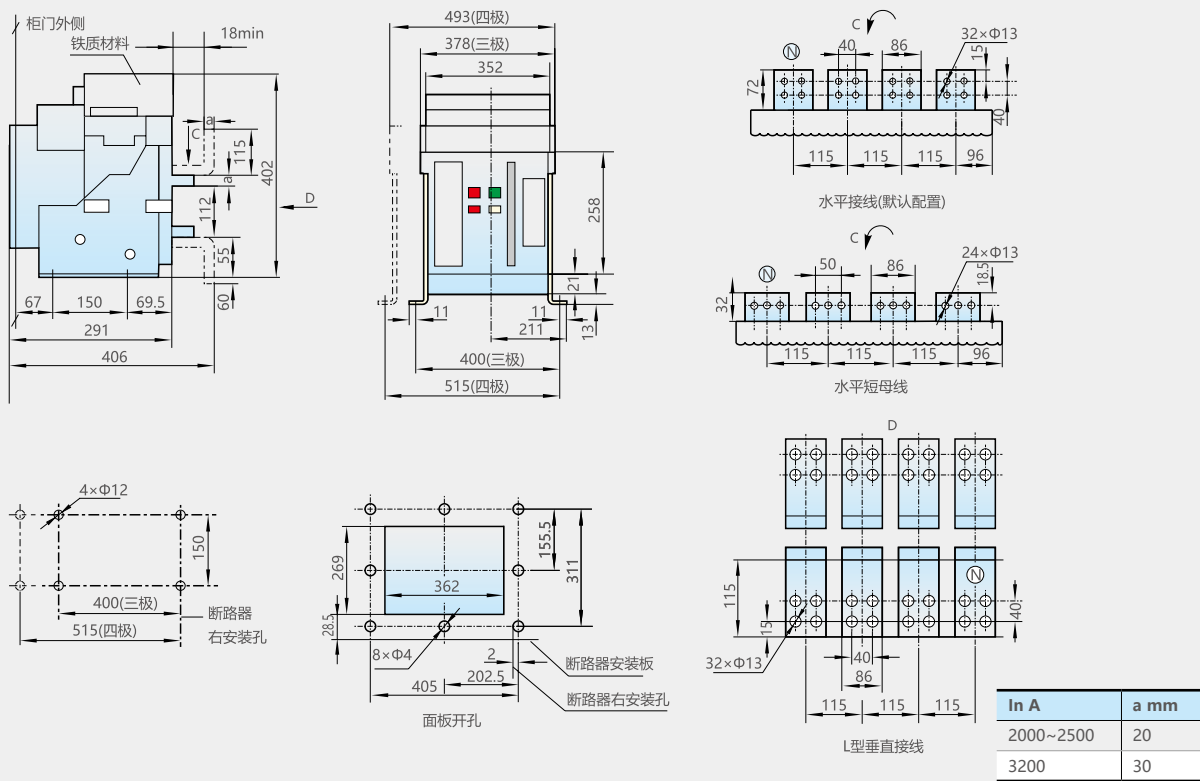 柜门外侧
铁质材料
18min
a
C
115
a
402
112
D
55
60
67
150
69.5
291
406
493(四极)
378(三极)
352
258
21
11
11
13
211
400(三极)
515(四极)
C
N
40
86
32×Φ13
15
72
40
115
115
115
96
水平接线(默认配置)
C
N
50
86
24×Φ13
18.5
32
115
115
115
96
水平短母线
4×Φ12
150
400(三极)
515(四极)
断路器
右安装孔
269
362
155.5
311
28.5
8×Φ4
2
202.5
405
断路器安装板
断路器右安装孔
面板开孔
D
N
115
15
40
32×Φ13
40
86
115
115
115
L型垂直接线
In A
a mm
2000~2500
20
3200
30